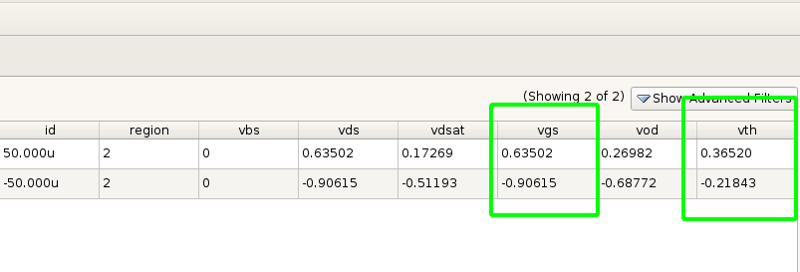 (Showing 2 of 2) Show Advanced Filters
id region vbs vds vdsat vgs vod vth
50.000u 2 0 0.63502 0.17269 0.63502 0.26982 0.36520
-50.000u 2 0 -0.90615 -0.51193 -0.90615 -0.68772 -0.21843